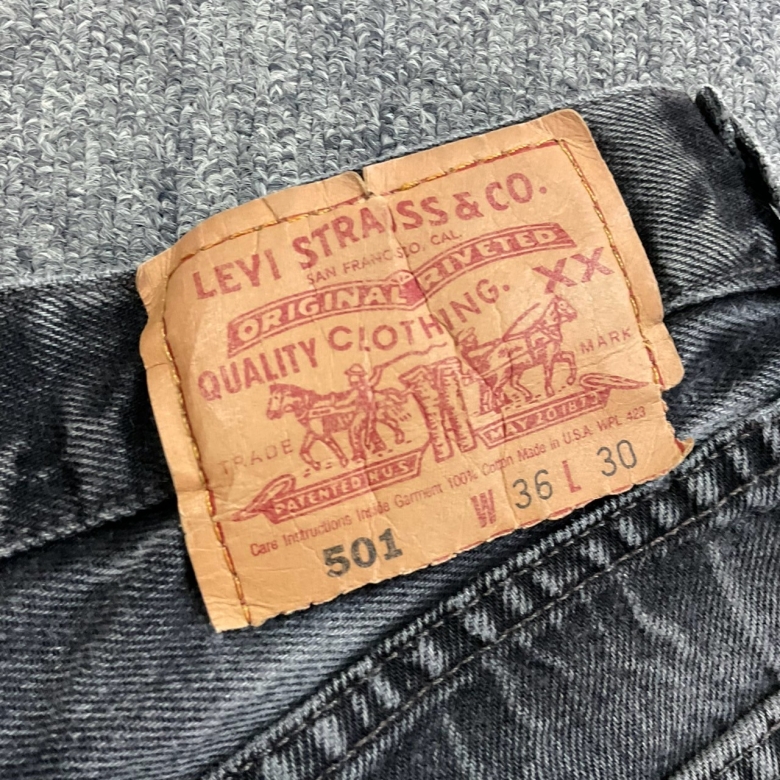 LEVI STRAUSS & CO.
SAN FRANCISCO, CAL.
ORIGINAL RIVETED
QUALITY CLOTHING. XX
TRADE MARK
PATENTED IN U.S. MAY 20 1873
Care Instructions Inside Garment 100% Cotton Made in U.S.A. WPL 423
501 W 36 L 30